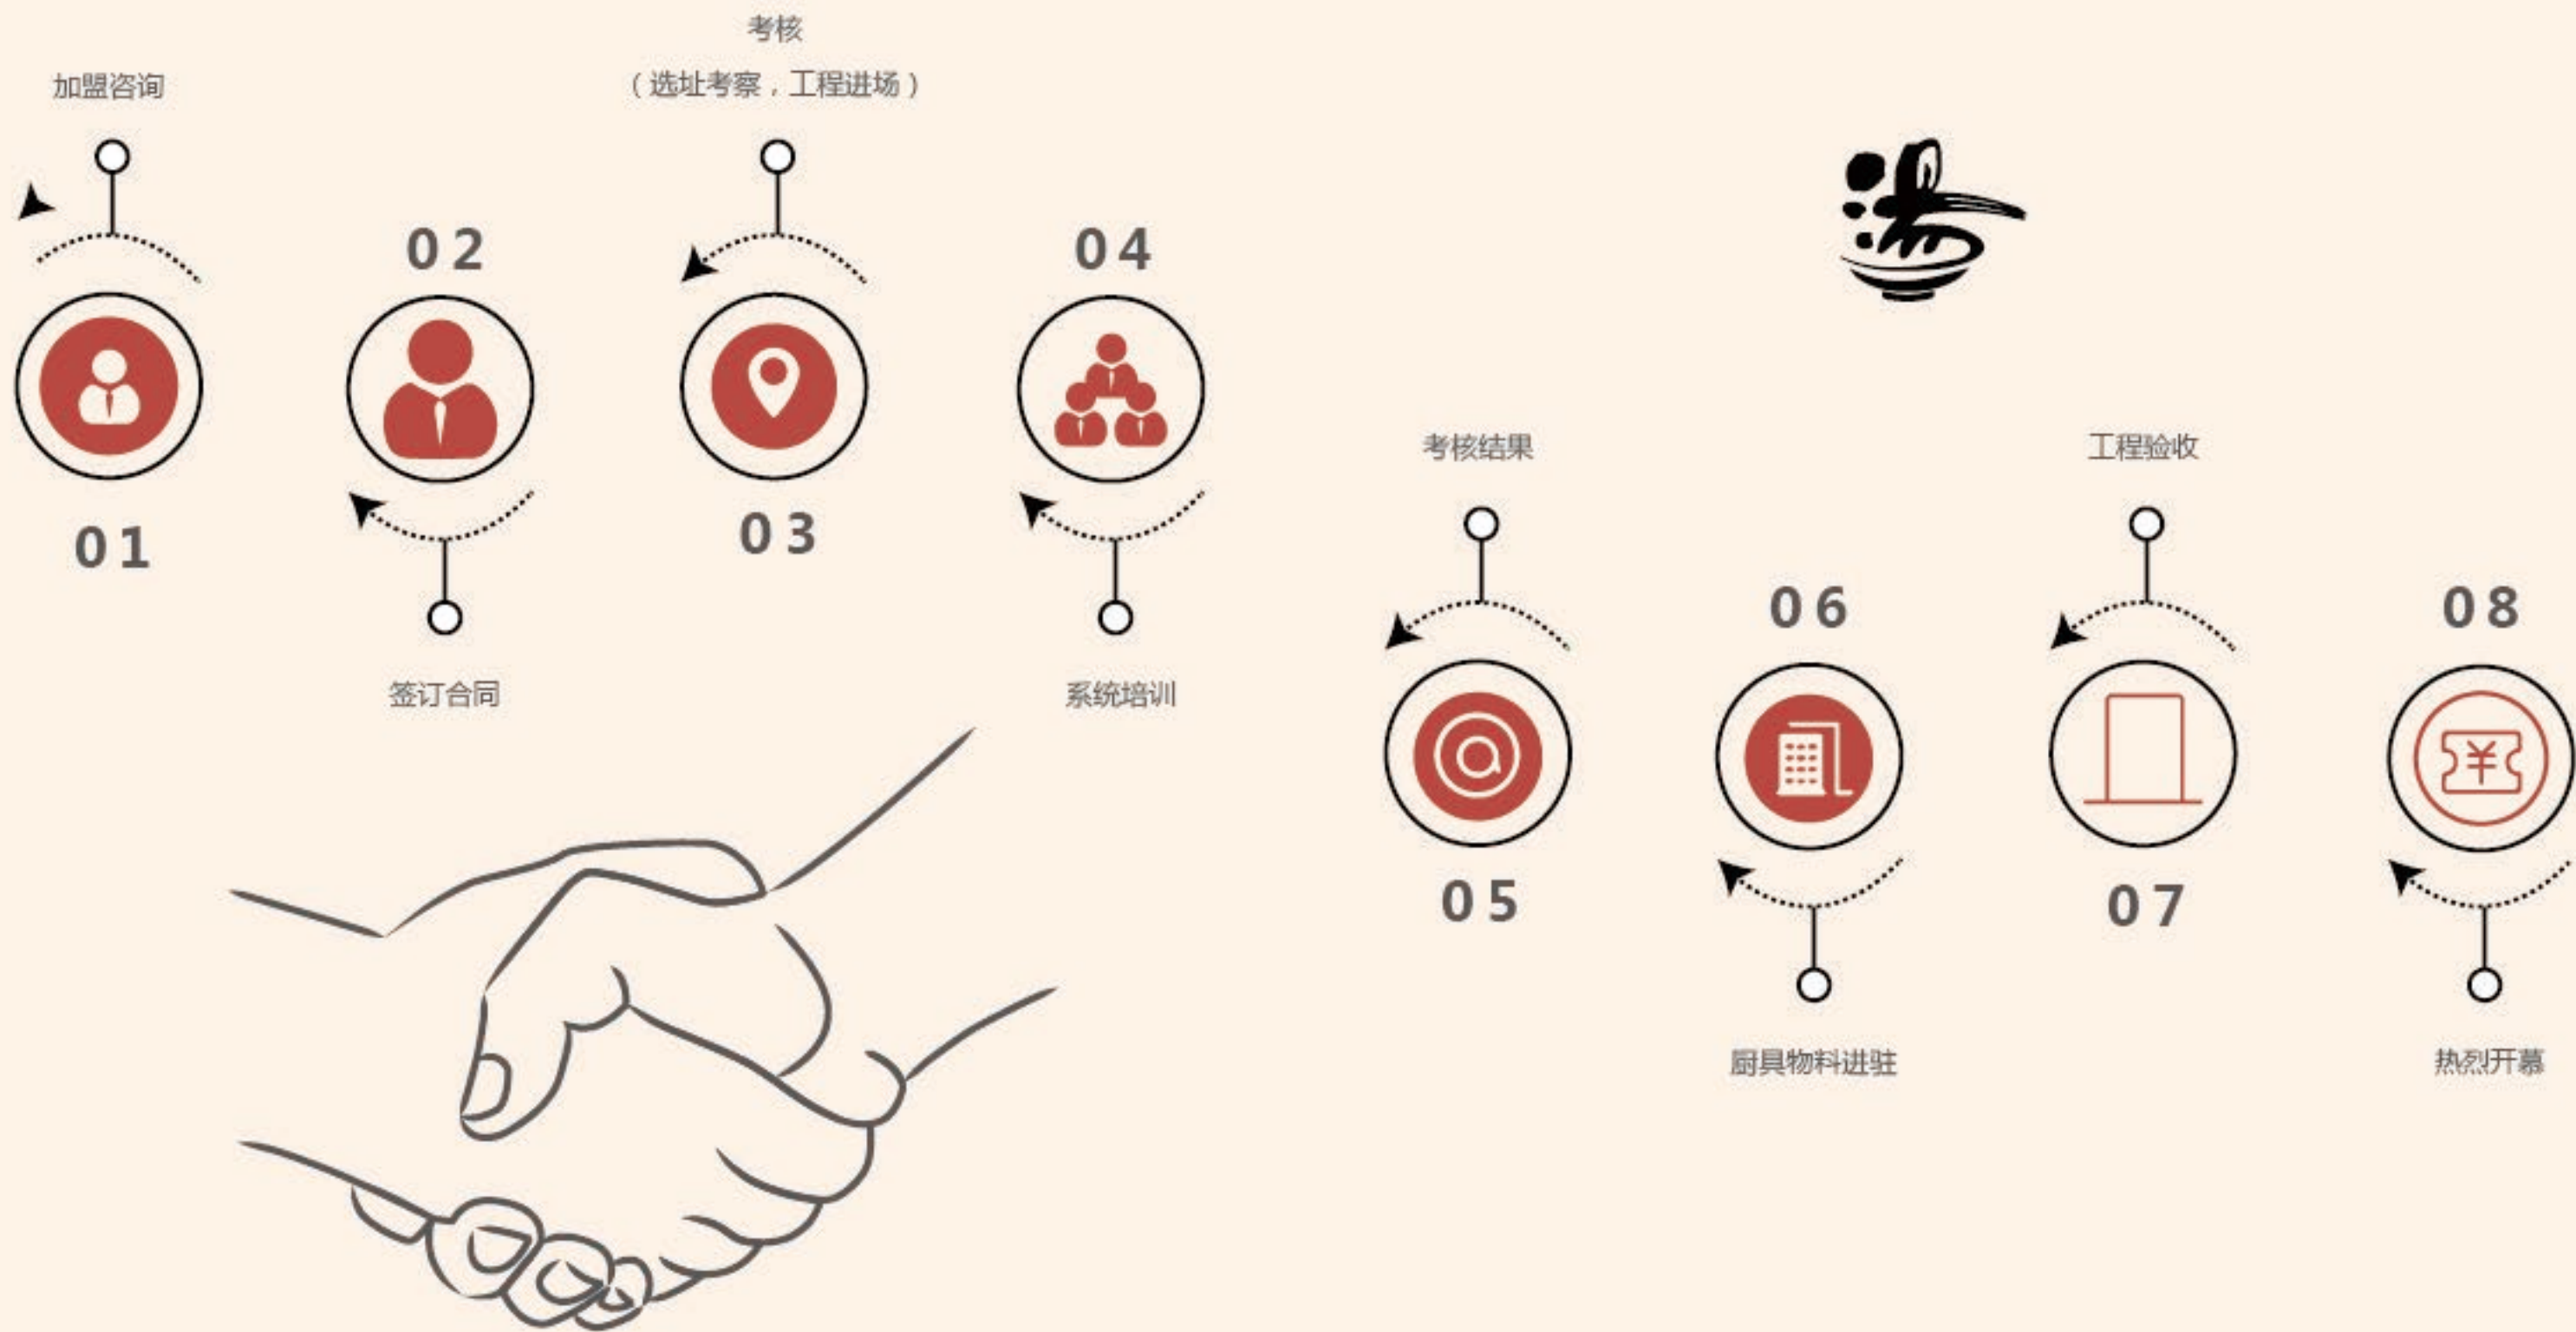 加盟咨询
01
02
签订合同
考核
（选址考察，工程进场）
03
04
系统培训
考核结果
05
06
厨具物料进驻
工程验收
07
08
热烈开慕